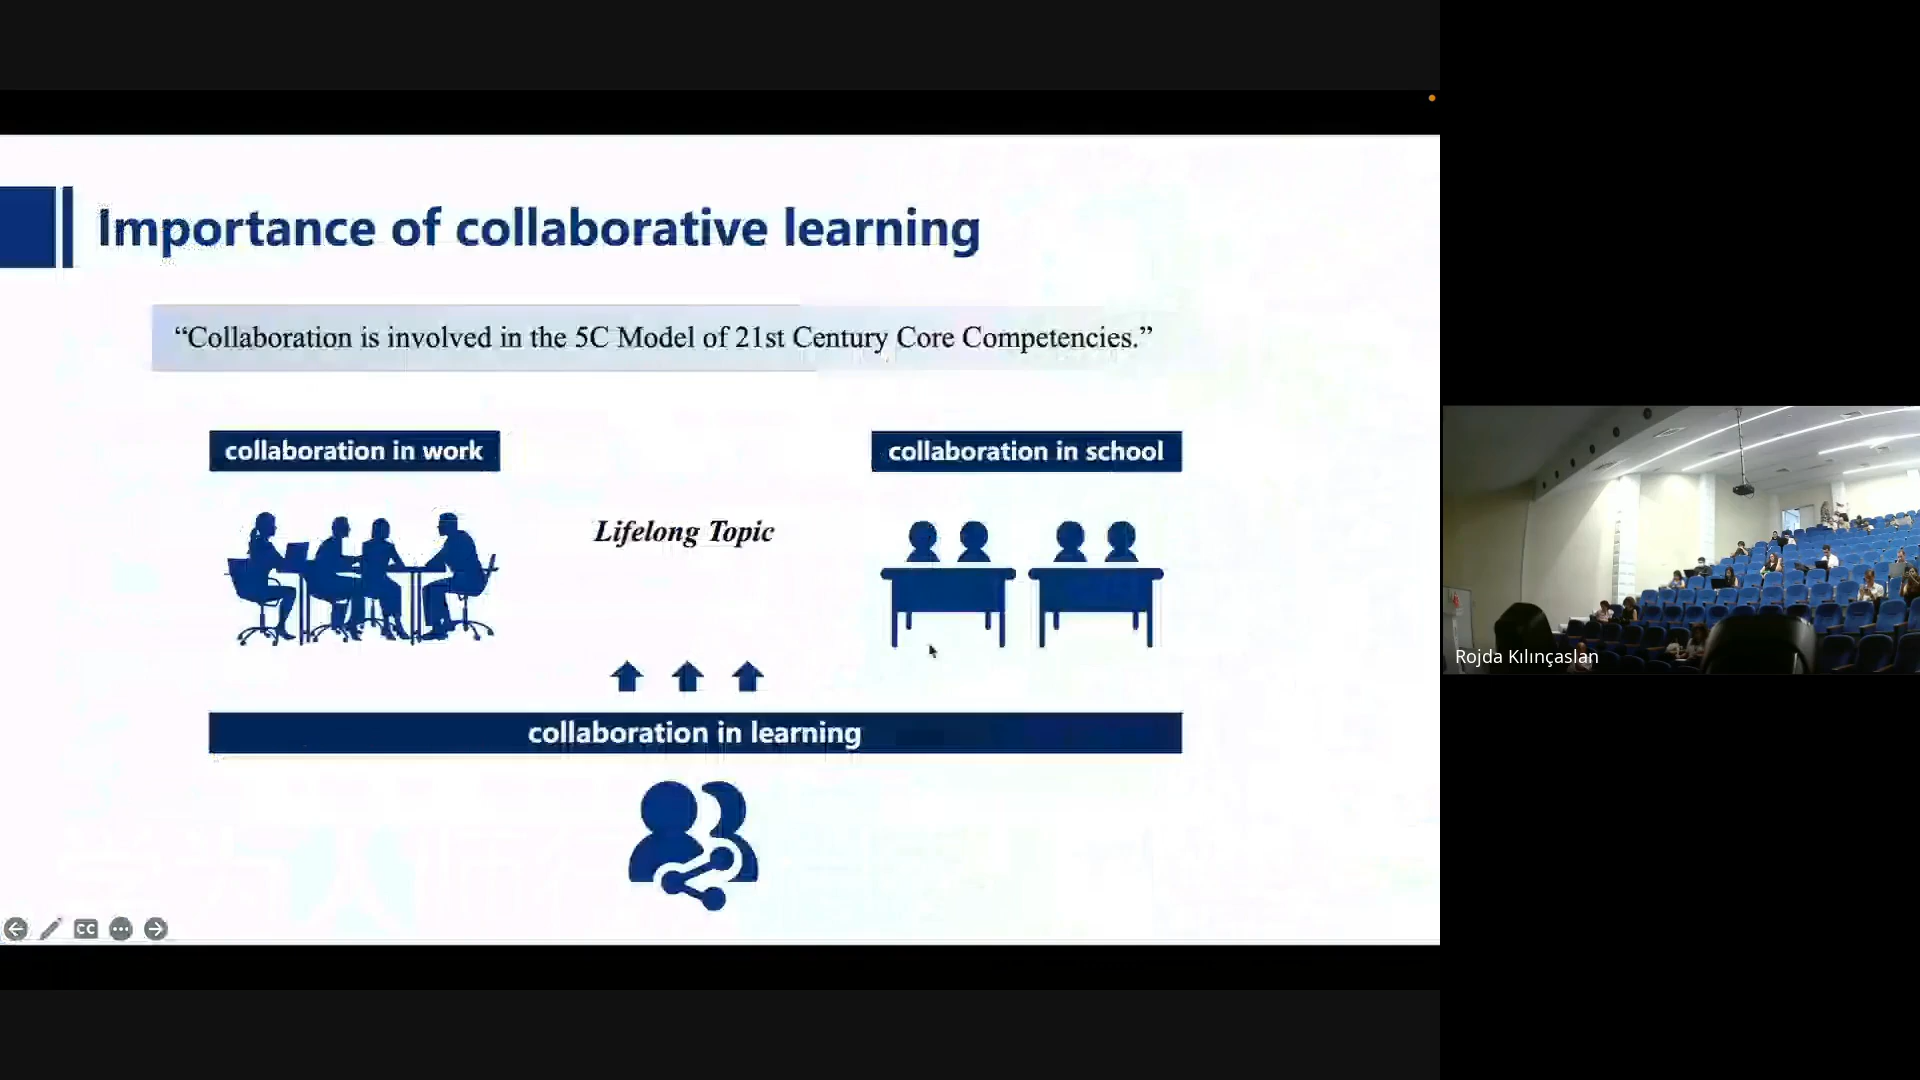 Importance of collaborative learning
“Collaboration is involved in the 5C Model of 21st Century Core Competencies.”
collaboration in work
collaboration in school
Lifelong Topic
collaboration in learning
CC
Rojda Kılınçaslan